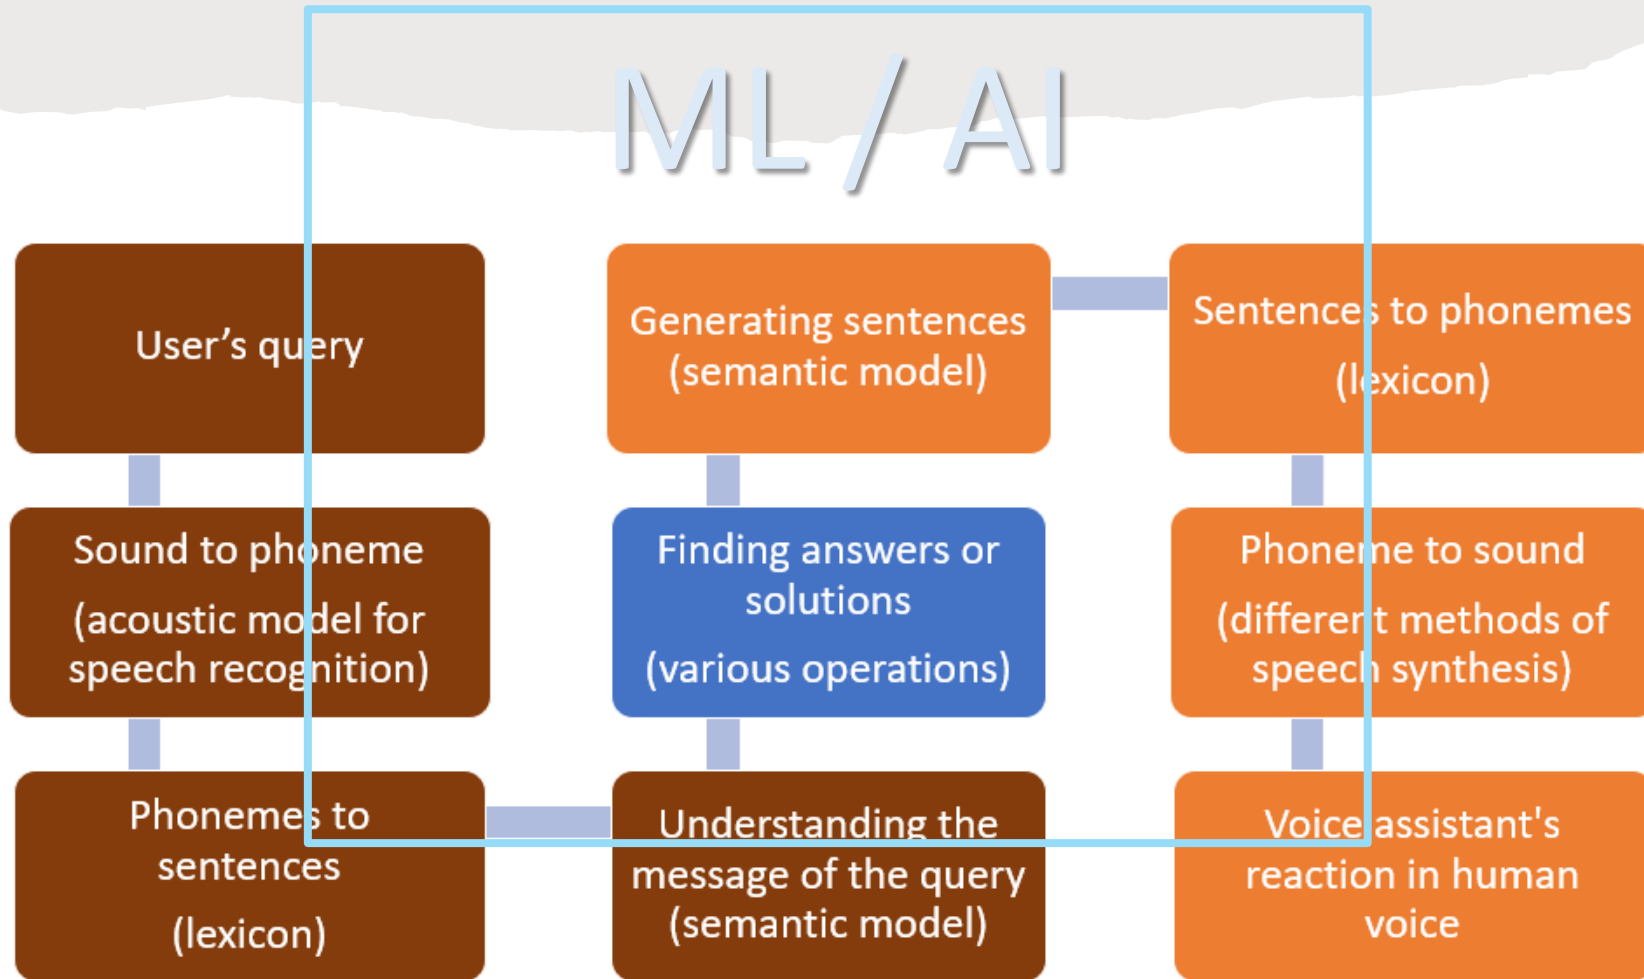 ML / AI
User’s query
Sound to phoneme
(acoustic model for
speech recognition)
Phonemes to
sentences
(lexicon)
Understanding the
message of the query
(semantic model)
Finding answers or
solutions
(various operations)
Generating sentences
(semantic model)
Sentences to phonemes
(lexicon)
Phoneme to sound
(different methods of
speech synthesis)
Voice assistant's
reaction in human
voice